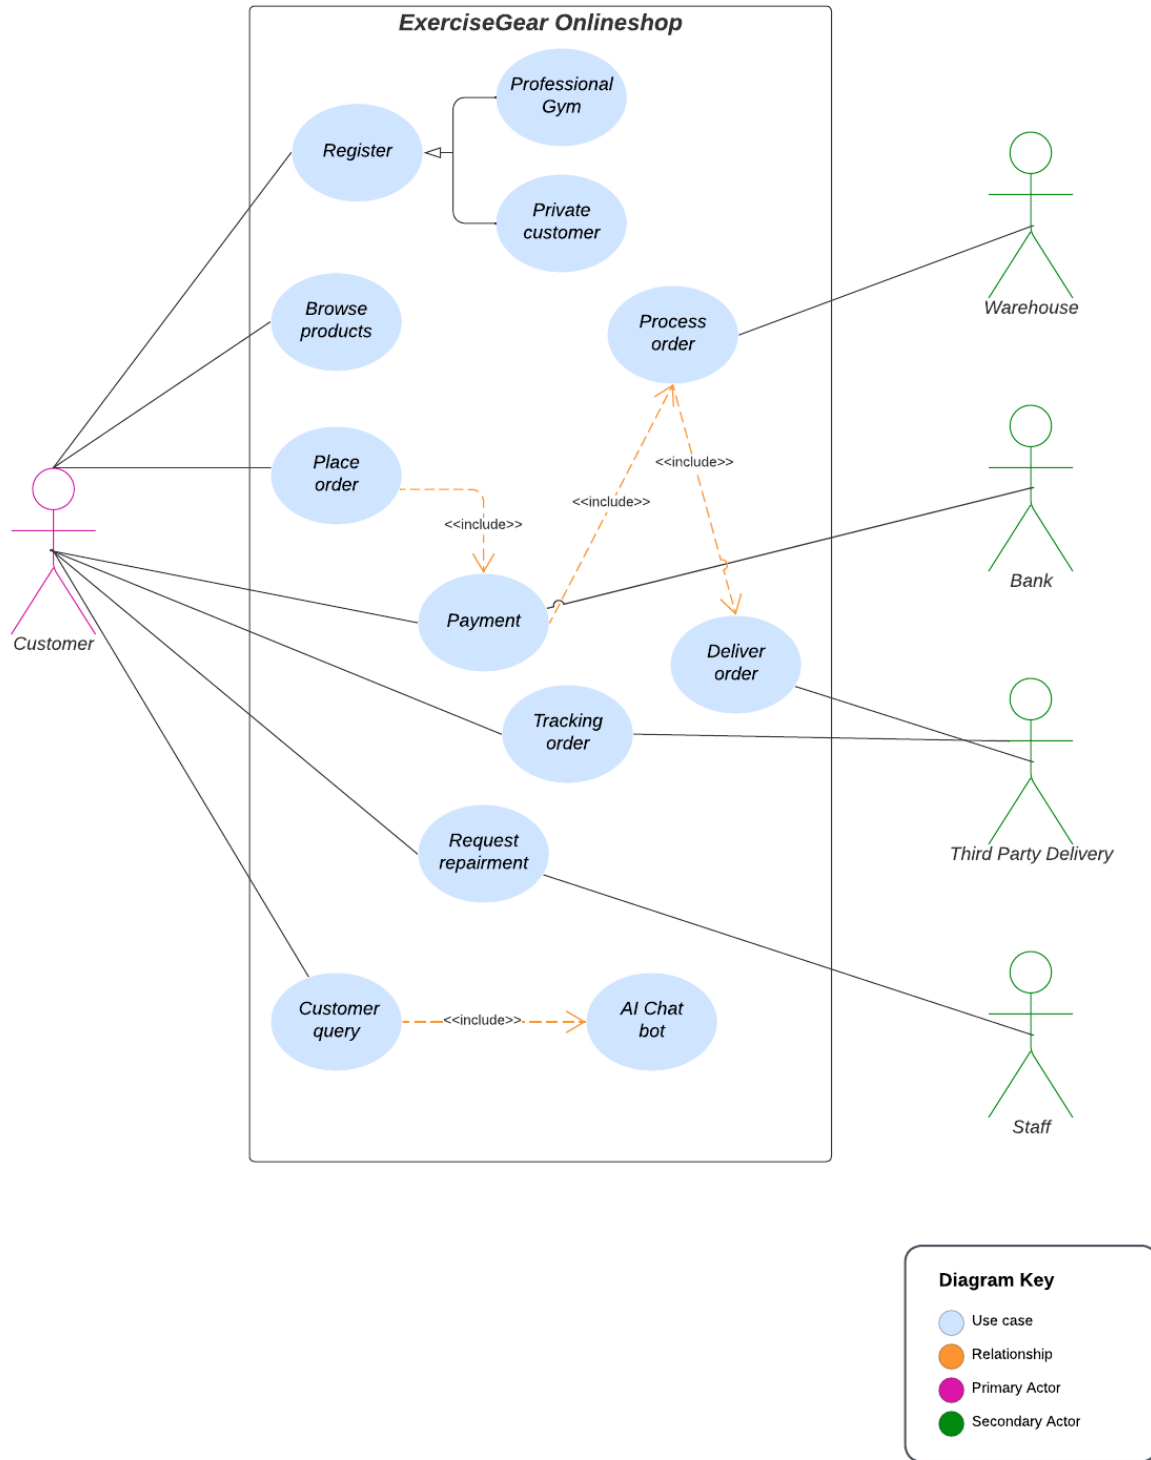 ExerciseGear Onlineshop
Professional
Gym
Register
Private
customer
Browse
products
Process
order
Warehouse
Place
order
<<include>>
<<include>>
<<include>>
Bank
Payment
Customer
Deliver
order
Tracking
order
Request
repairment
Third Party Delivery
Customer
query
<<include>>
AI Chat
bot
Staff
Diagram Key
Use case
Relationship
Primary Actor
Secondary Actor